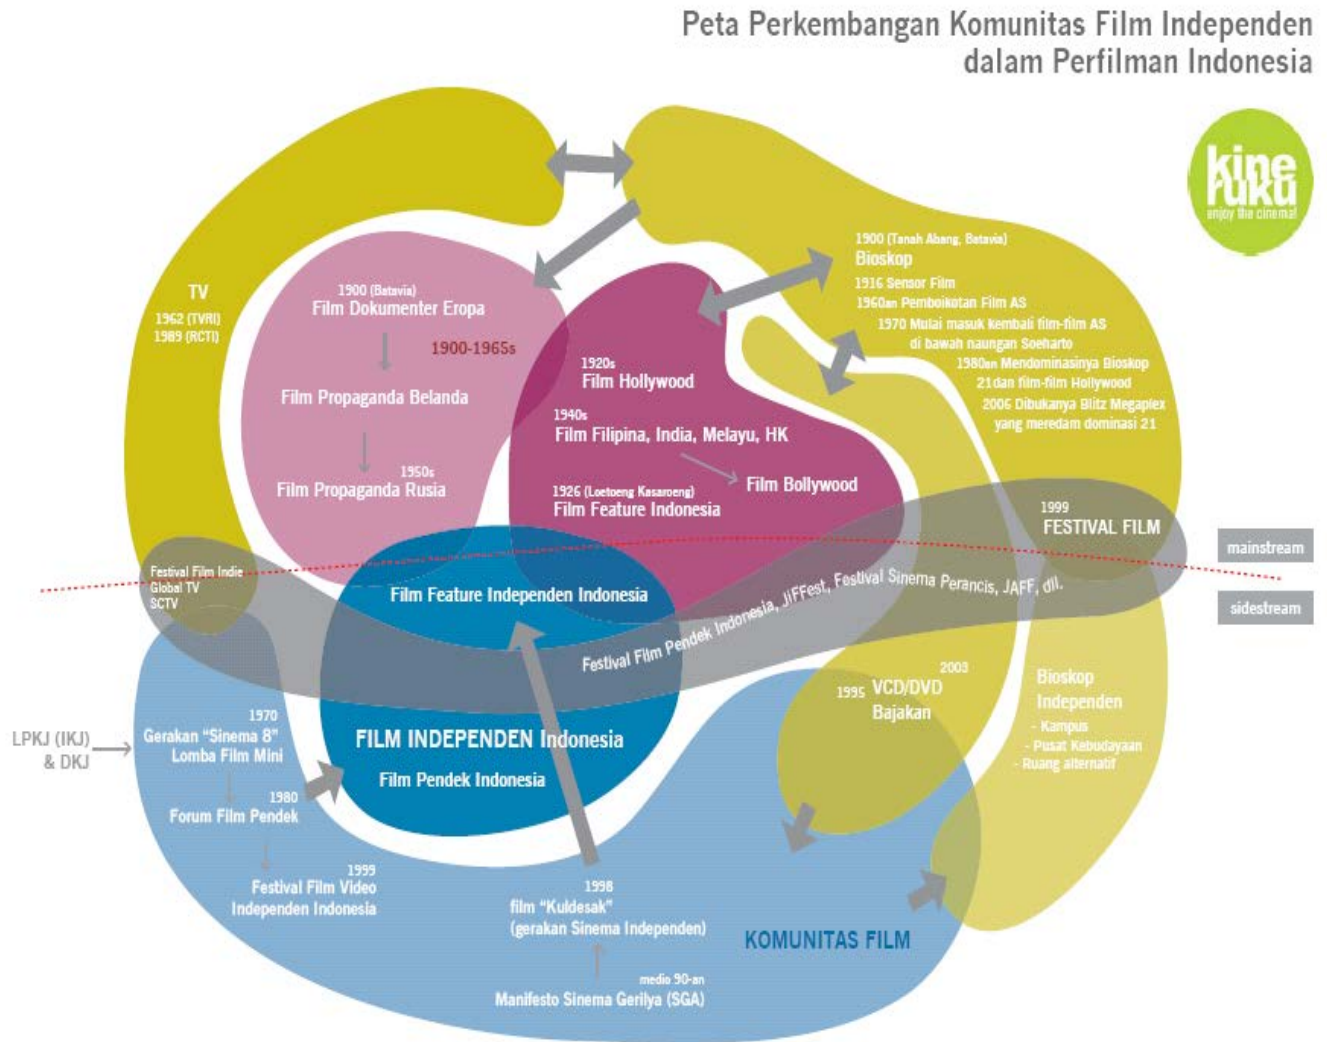 Peta Perkembangan Komunitas Film Independen
dalam Perfilman Indonesia
kine
ruku
enjoy the cinema!
TV
1962 (TVRI)
1989 (RCTI)
1900 (Batavia)
Film Dokumenter Eropa
1900-1965s
Film Propaganda Belanda
1950s
Film Propaganda Rusia
1920s
Film Hollywood
1940s
Film Filipina, India, Melayu, HK
Film Bollywood
1926 (Loetoeng Kasaroeng)
Film Feature Indonesia
1900 (Tanah Abang, Batavia)
Bioskop
1916 Sensor Film
1960an Pemboikotan Film AS
1970 Mulai masuk kembali film-film AS
di bawah naungan Soeharto
1980an Mendominasinya Bioskop
21dan film-film Hollywood
2006 Dibukanya Blitz Megaplex
yang meredam dominasi 21
1999
FESTIVAL FILM
mainstream
sidestream
Festival Film Indie
Global TV
SCTV
Film Feature Independen Indonesia
Festival Film Pendek Indonesia, JiFFest, Festival Sinema Perancis, JAFF, dll.
LPKJ (IKJ)
& DKJ
1970
Gerakan "Sinema 8"
Lomba Film Mini
1980
Forum Film Pendek
1999
Festival Film Video
Independen Indonesia
FILM INDEPENDEN Indonesia
Film Pendek Indonesia
1998
film "Kuldesak"
(gerakan Sinema Independen)
medio 90-an
Manifesto Sinema Gerilya (SGA)
KOMUNITAS FILM
2003
1995 VCD/DVD
Bajakan
Bioskop
Independen
- Kampus
- Pusat Kebudayaan
- Ruang alternatif